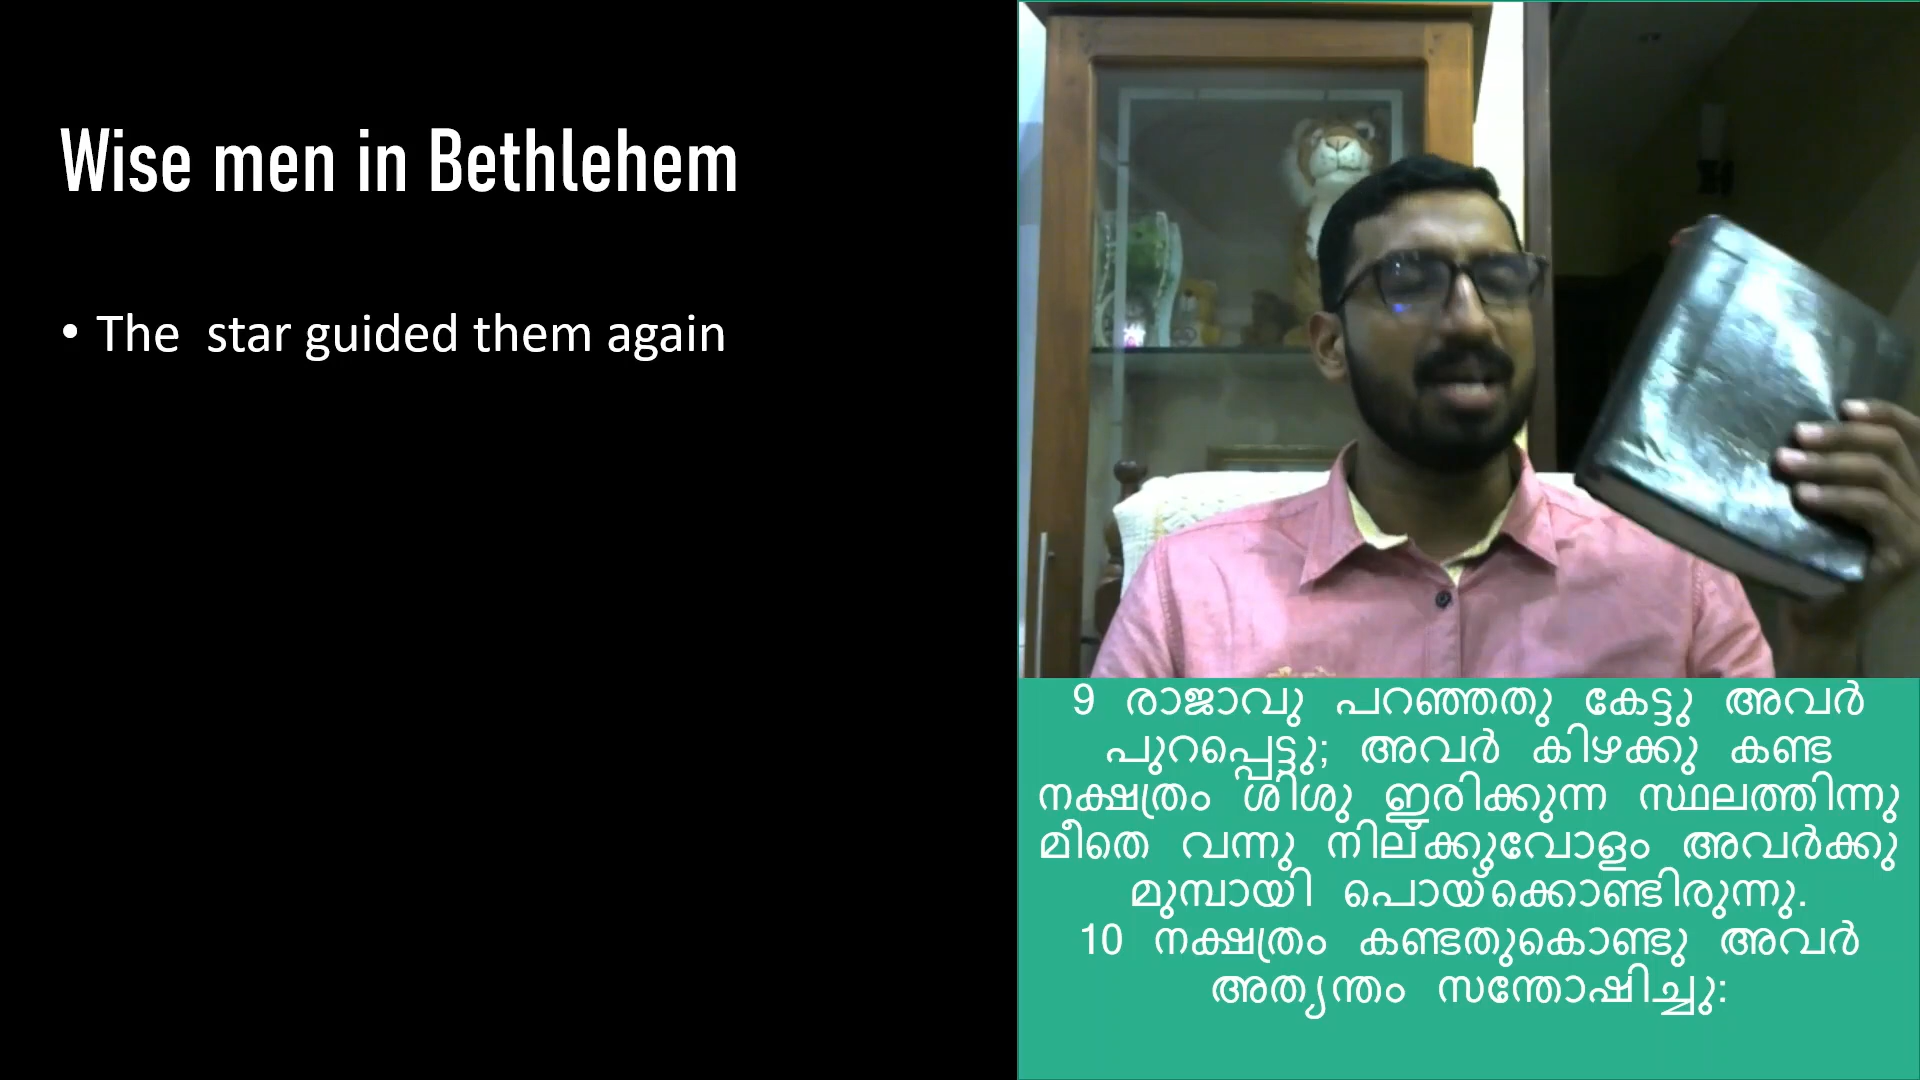 Wise men in Bethlehem
• The  star guided them again
9 രാജാവു പറഞ്ഞതു കേട്ടു അവർ
പുറപ്പെട്ടു; അവർ കിഴക്കു കണ്ട
നക്ഷത്രം ശിശു ഇരിക്കുന്ന സ്ഥലത്തിന്നു
മീതെ വന്നു നില്ക്കുവോളം അവർക്കു
മുമ്പായി പൊയ്ക്കൊണ്ടിരുന്നു.
10 നക്ഷത്രം കണ്ടതുകൊണ്ടു അവർ
അത്യന്തം സന്തോഷിച്ചു: